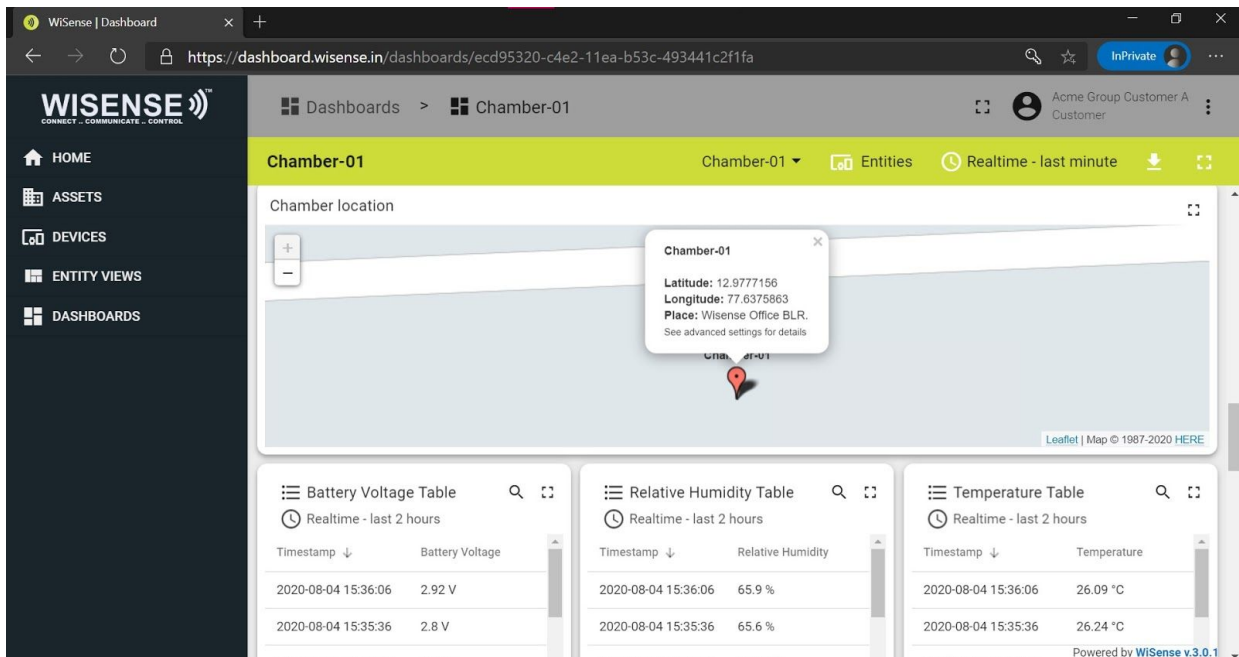 WiSense | Dashboard
https://dashboard.wisense.in/dashboards/ecd95320-c4e2-11ea-b53c-493441c2f1fa
InPrivate
WISENSE™
CONNECT .. COMMUNICATE .. CONTROL
HOME
ASSETS
DEVICES
ENTITY VIEWS
DASHBOARDS
Dashboards > Chamber-01
Acme Group Customer A
Customer
Chamber-01
Chamber-01
Entities
Realtime - last minute
Chamber location
+
−
Chamber-01
Latitude: 12.9777156
Longitude: 77.6375863
Place: Wisense Office BLR.
See advanced settings for details
Leaflet | Map © 1987-2020 HERE
Battery Voltage Table
Realtime - last 2 hours
Timestamp ↓ Battery Voltage
2020-08-04 15:36:06 2.92 V
2020-08-04 15:35:36 2.8 V
Relative Humidity Table
Realtime - last 2 hours
Timestamp ↓ Relative Humidity
2020-08-04 15:36:06 65.9 %
2020-08-04 15:35:36 65.6 %
Temperature Table
Realtime - last 2 hours
Timestamp ↓ Temperature
2020-08-04 15:36:06 26.09 °C
2020-08-04 15:35:36 26.24 °C
Powered by WiSense v.3.0.1